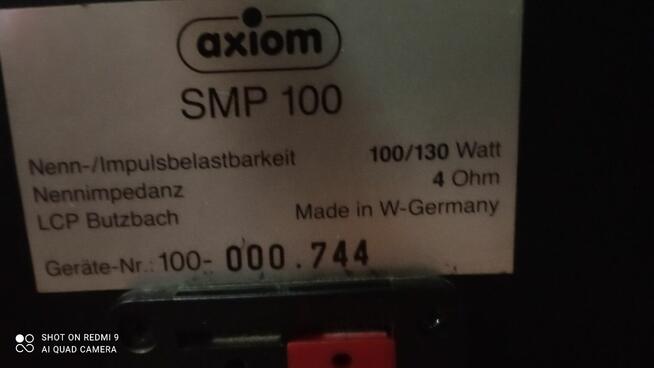 axiom
SMP 100
Nenn-/Impulsbelastbarkeit 100/130 Watt
Nennimpedanz 4 Ohm
LCP Butzbach Made in W-Germany
Geräte-Nr.: 100- 000.744
SHOT ON REDMI 9
AI QUAD CAMERA